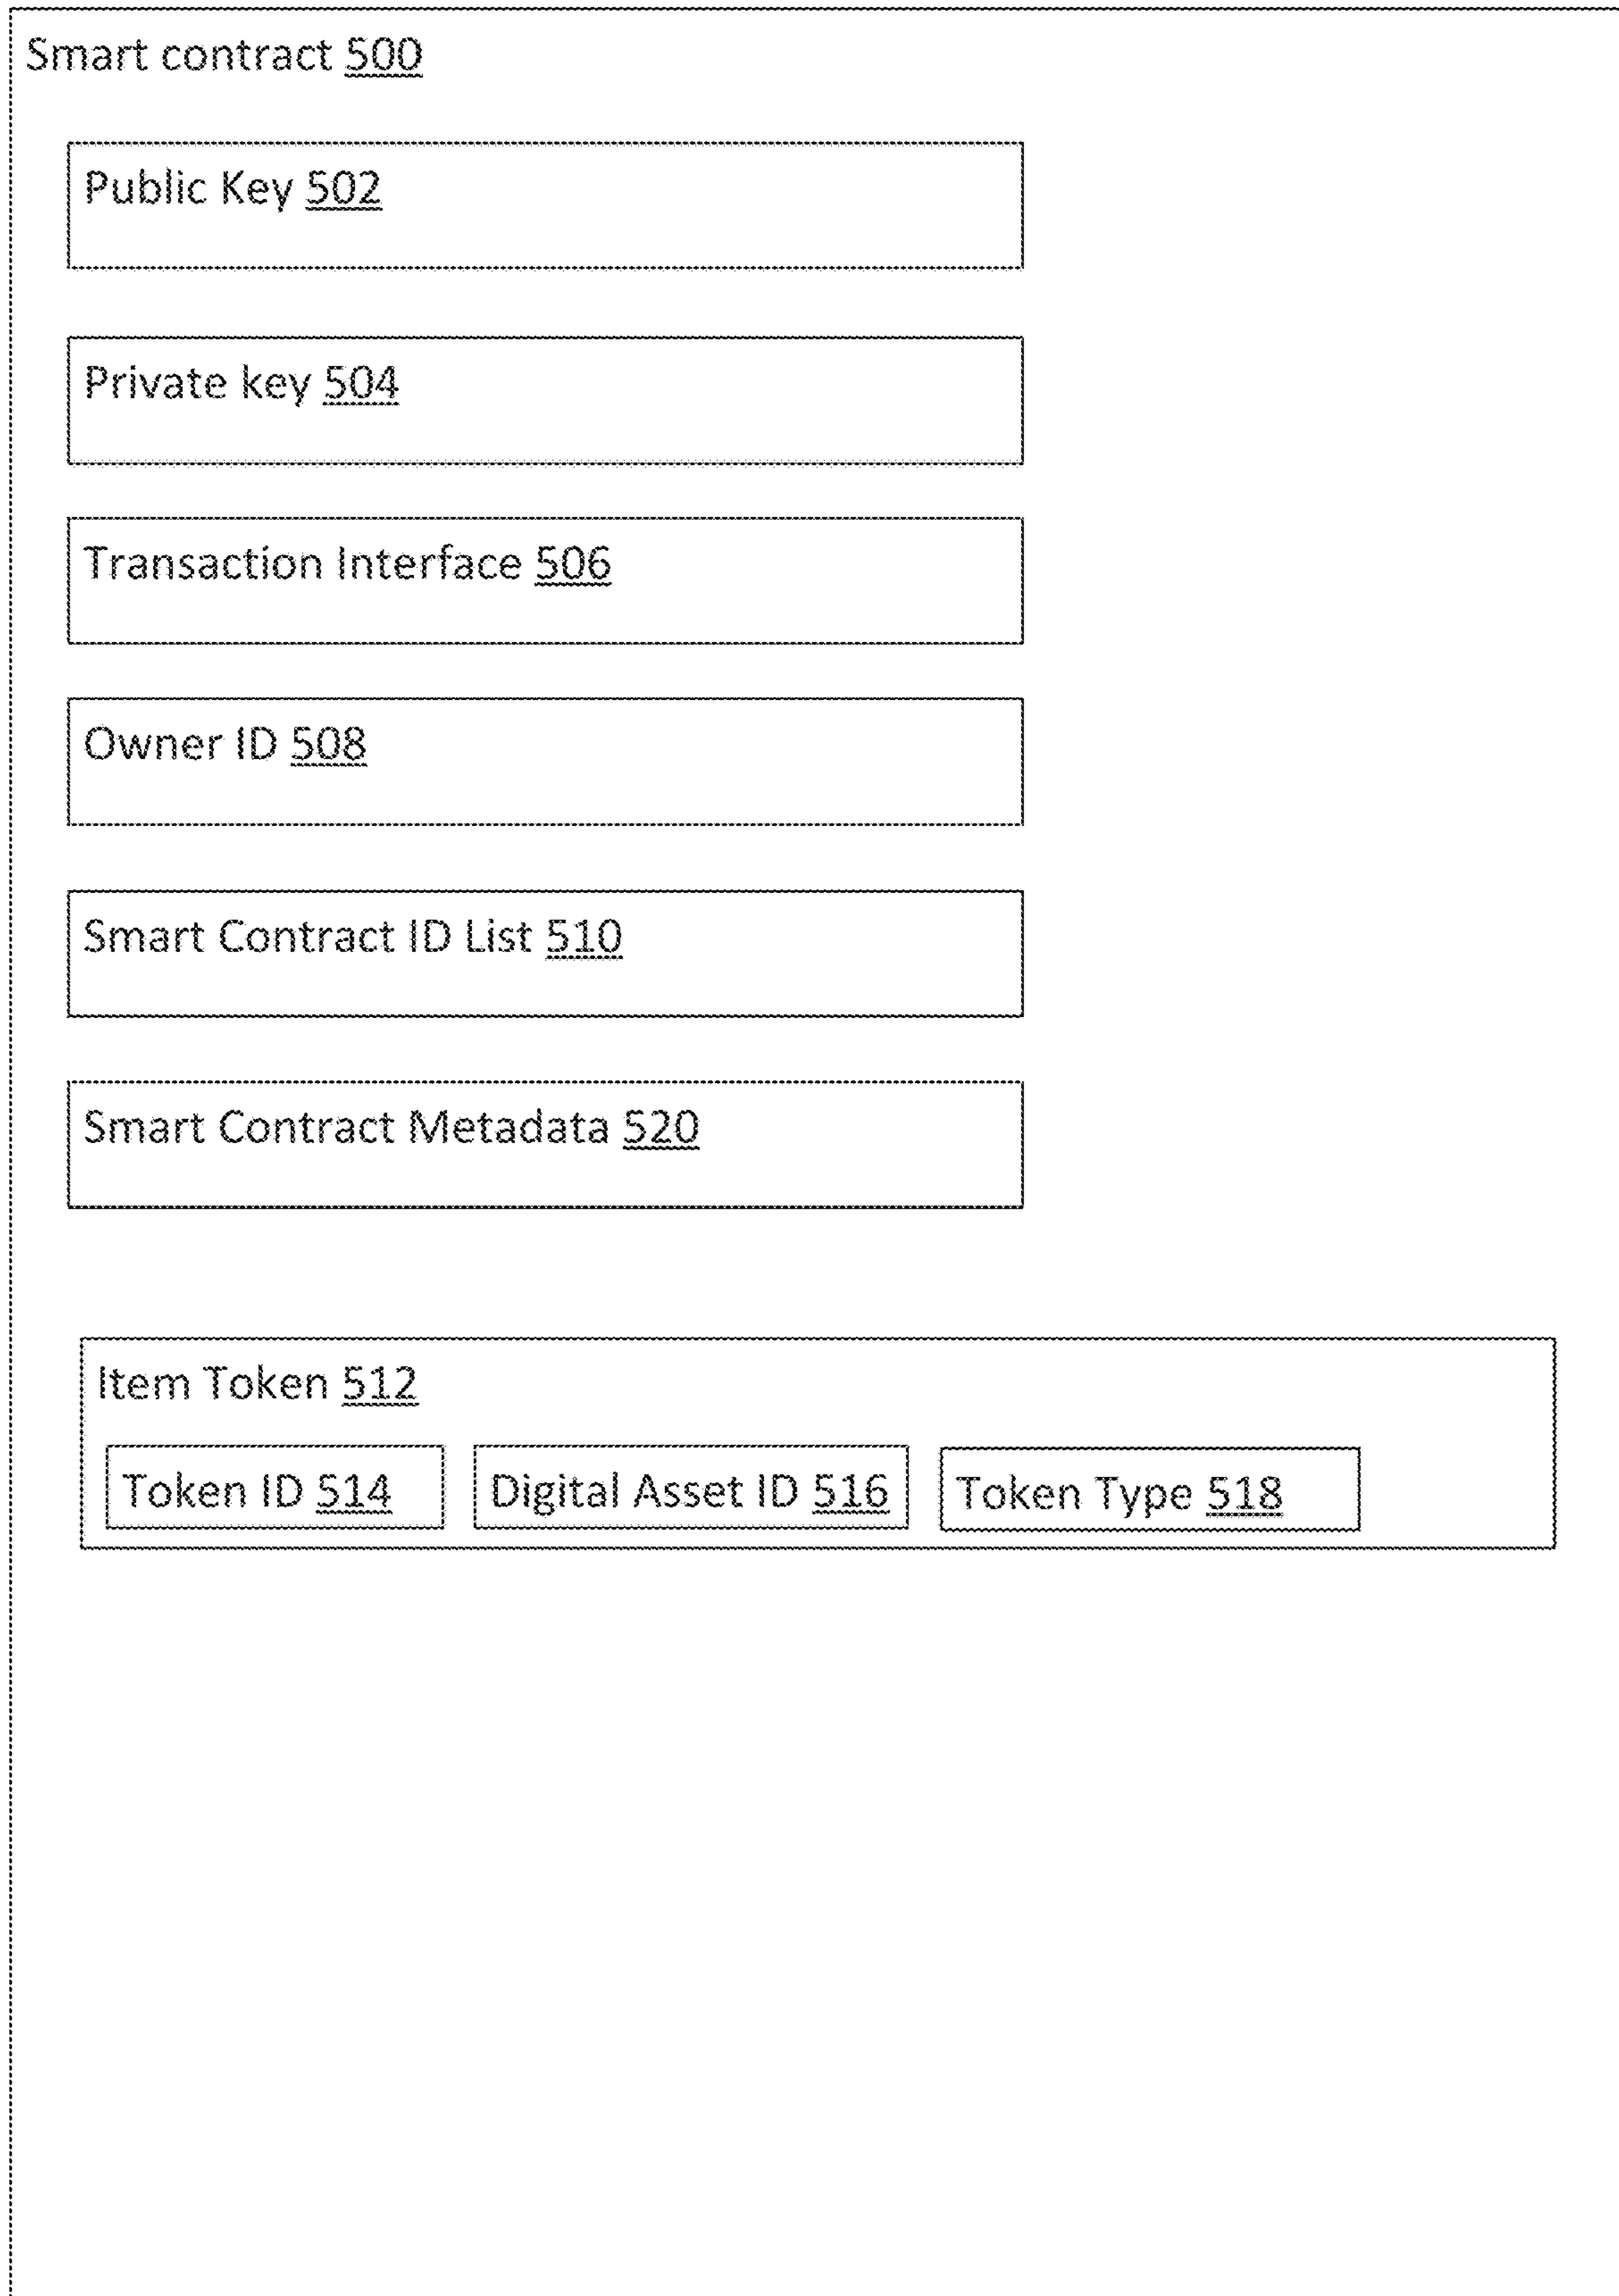 Smart contract 500
Public Key 502
Private key 504
Transaction Interface 506
Owner ID 508
Smart Contract ID List 510
Smart Contract Metadata 520
Item Token 512
Token ID 514 Digital Asset ID 516 Token Type 518